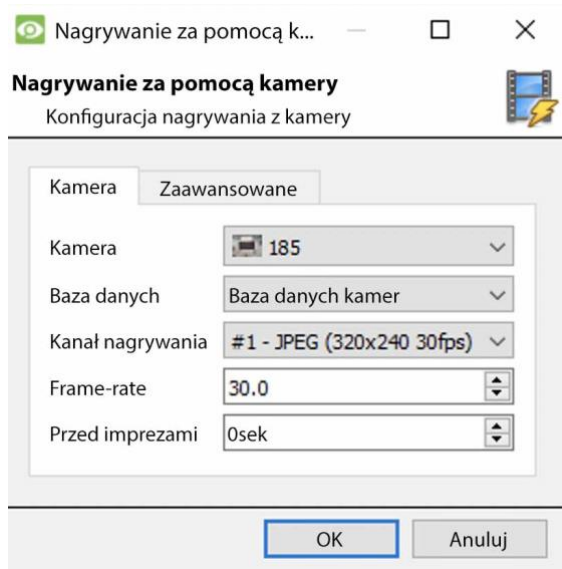 Nagrywanie za pomocą k...
Nagrywanie za pomocą kamery
Konfiguracja nagrywania z kamery
Kamera Zaawansowane
Kamera 185
Baza danych Baza danych kamer
Kanał nagrywania #1 - JPEG (320x240 30fps)
Frame-rate 30.0
Przed imprezami 0sek
OK Anuluj